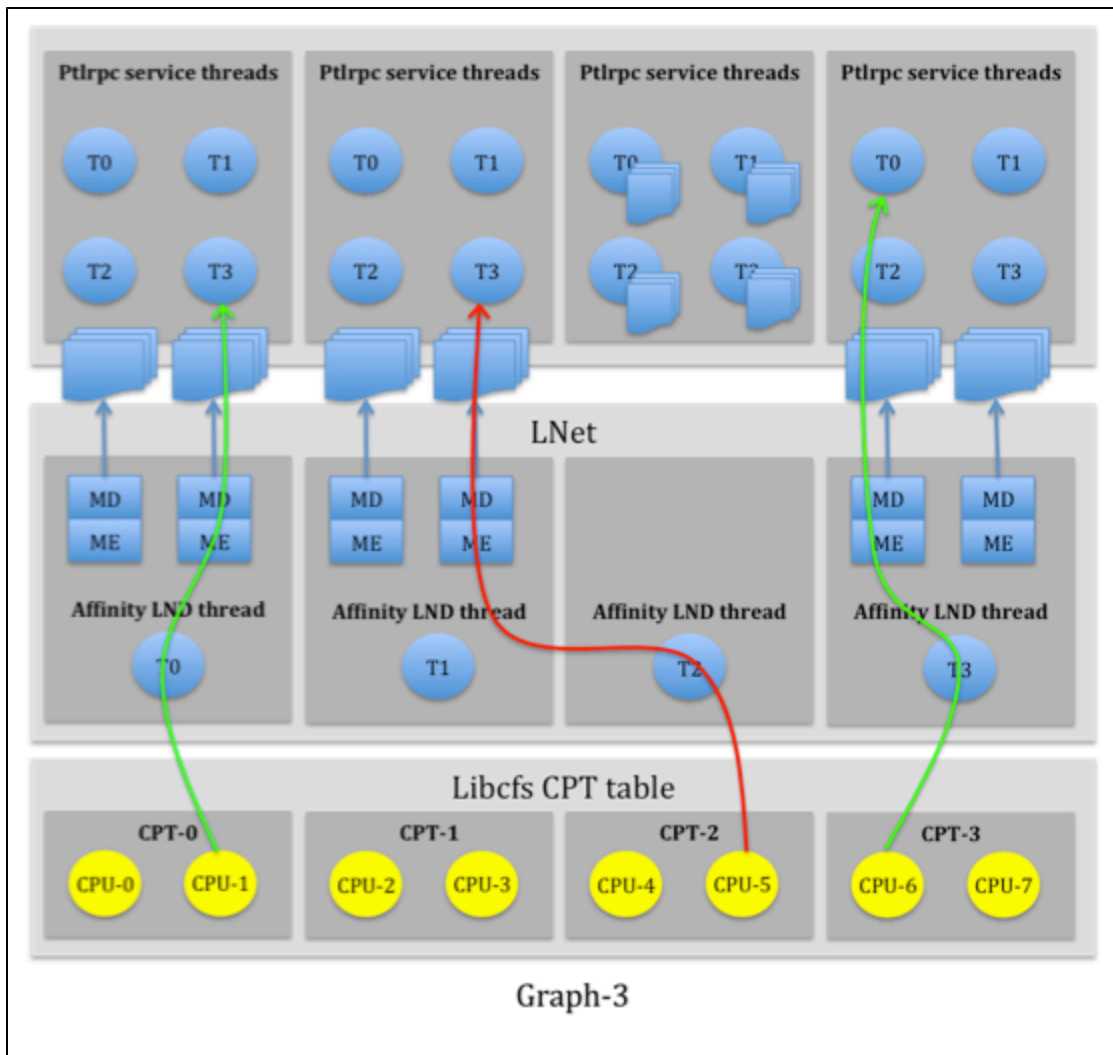 Ptlrpc service threads Ptlrpc service threads Ptlrpc service threads Ptlrpc service threads
T0 T1 T0 T1 T0 T1 T0 T1
T2 T3 T2 T3 T2 T3 T2 T3
LNet
MD MD MD MD MD MD
ME ME ME ME ME ME
Affinity LND thread Affinity LND thread Affinity LND thread Affinity LND thread
T0 T1 T2 T3
Libcfs CPT table
CPT-0 CPT-1 CPT-2 CPT-3
CPU-0 CPU-1 CPU-2 CPU-3 CPU-4 CPU-5 CPU-6 CPU-7
Graph-3